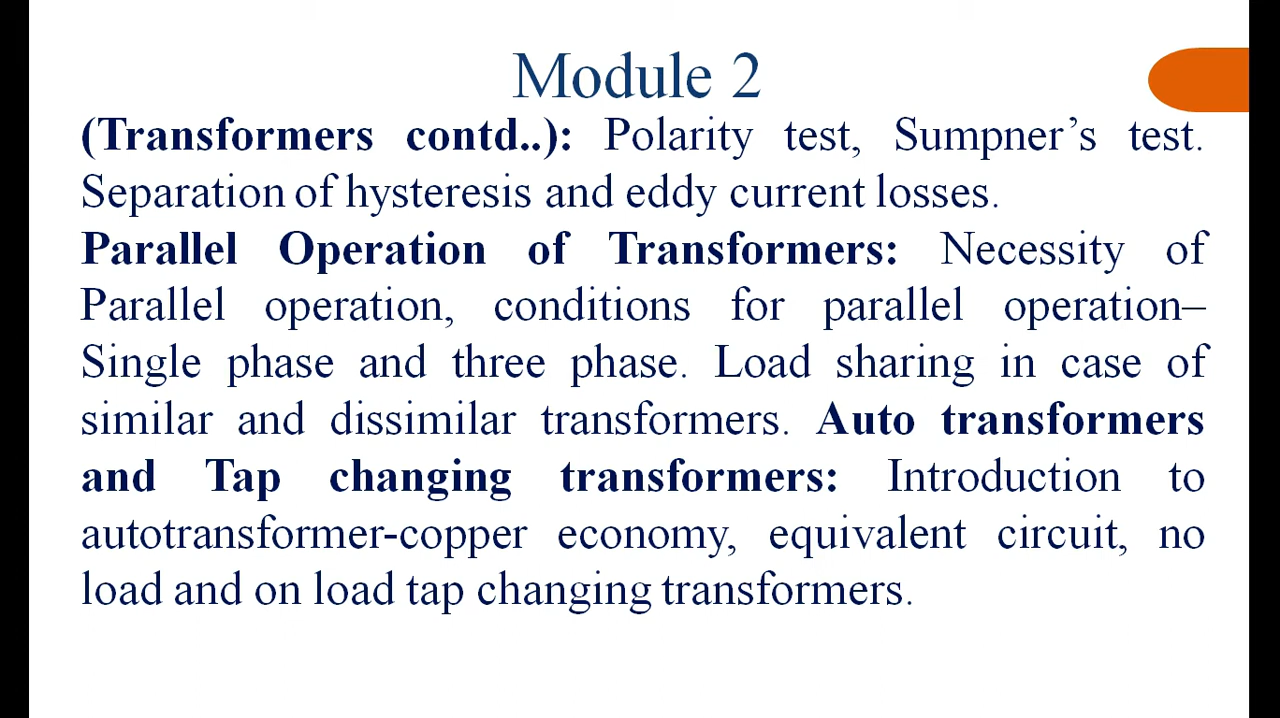 Module 2
(Transformers contd..): Polarity test, Sumpner’s test.
Separation of hysteresis and eddy current losses.
Parallel Operation of Transformers: Necessity of
Parallel operation, conditions for parallel operation–
Single phase and three phase. Load sharing in case of
similar and dissimilar transformers. Auto transformers
and Tap changing transformers: Introduction to
autotransformer-copper economy, equivalent circuit, no
load and on load tap changing transformers.